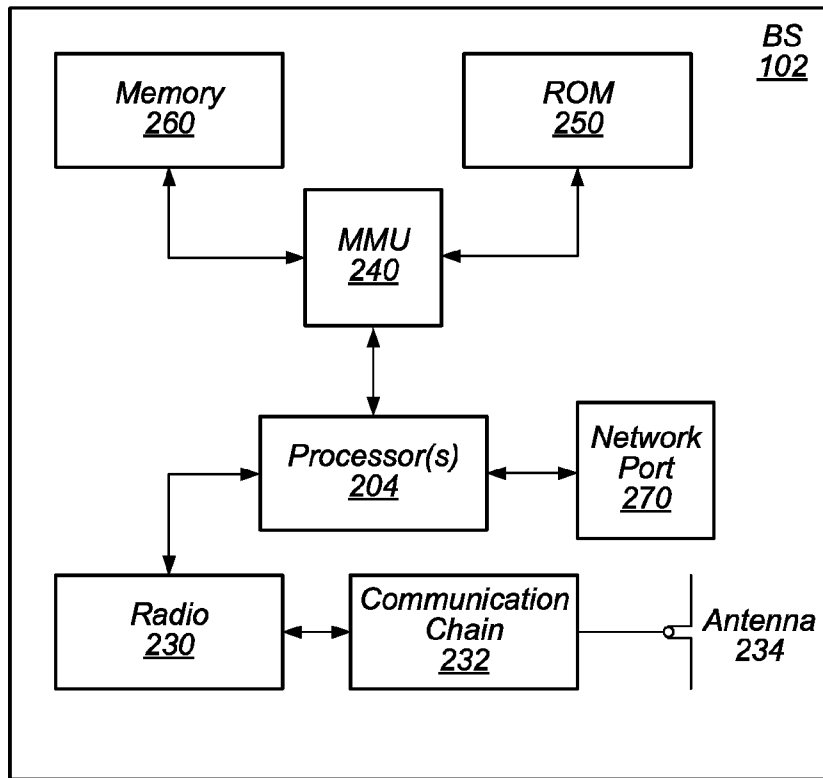 BS
102
Memory
260
ROM
250
MMU
240
Processor(s)
204
Network
Port
270
Radio
230
Communication
Chain
232
Antenna
234